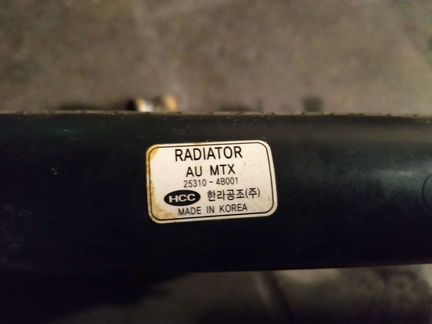 RADIATOR
AU MTX
25310-4B001
HCC 한라공조(주)
MADE IN KOREA